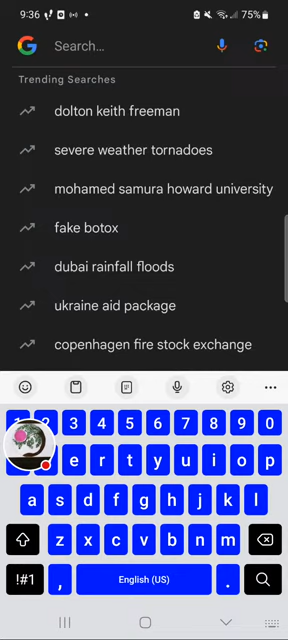 9:36 75%
Search...
Trending Searches
dolton keith freeman
severe weather tornadoes
mohamed samura howard university
fake botox
dubai rainfall floods
ukraine aid package
copenhagen fire stock exchange
3 4 5 6 7 8 9 0
e r t y u i o p
a s d f g h j k l
z x c v b n m
!#1 , English (US) .